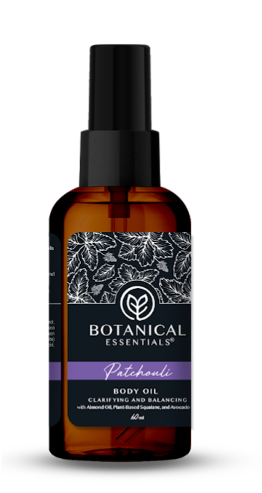 BOTANICAL
ESSENTIALS®
Patchouli
BODY OIL
CLARIFYING AND BALANCING
with Almond Oil, Plant-Based Squalane, and Avocado
60 ml